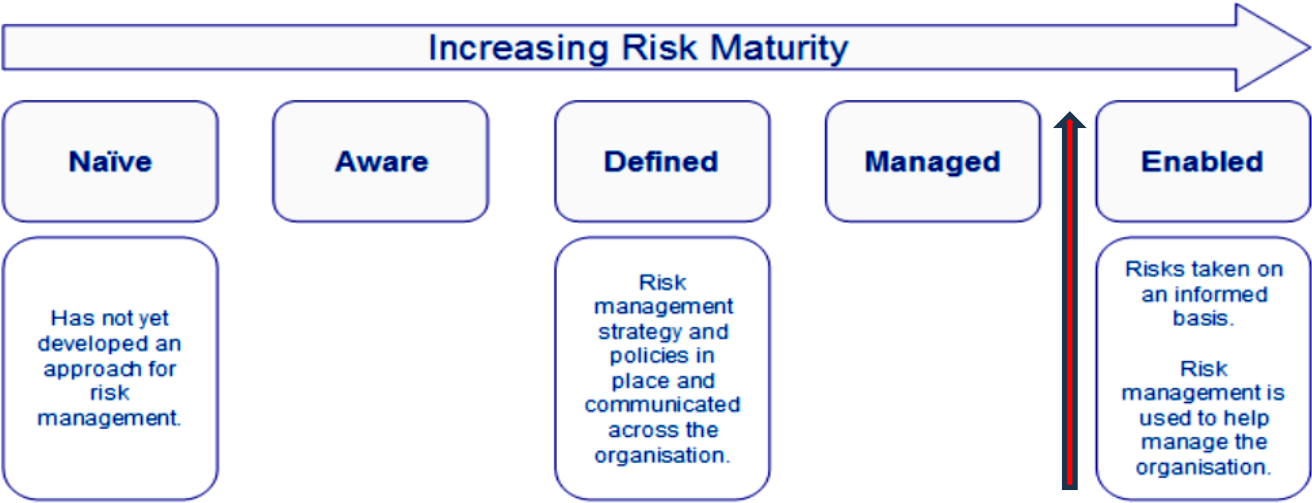 Increasing Risk Maturity
Naïve
Aware
Defined
Managed
Enabled
Has not yet
developed an
approach for
risk
management.
Risk
management
strategy and
policies in
place and
communicated
across the
organisation.
Risks taken on
an informed
basis.
Risk
management is
used to help
manage the
organisation.